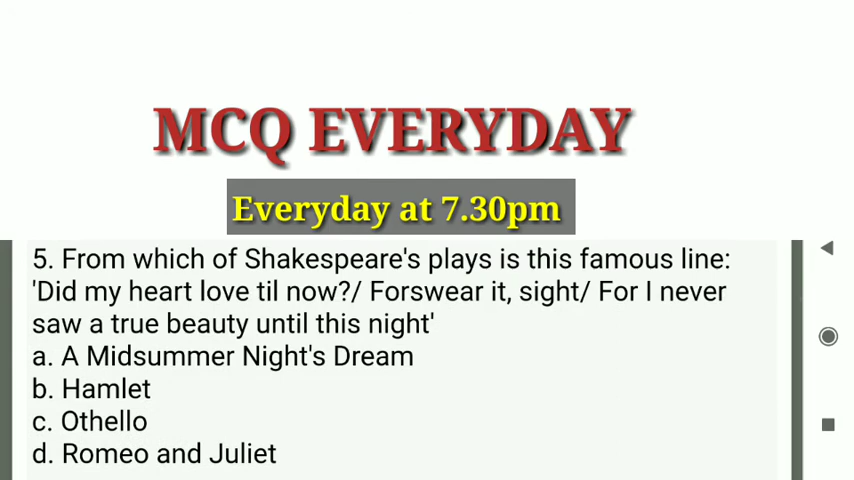 MCQ EVERYDAY
Everyday at 7.30pm
5. From which of Shakespeare's plays is this famous line:
'Did my heart love til now?/ Forswear it, sight/ For I never
saw a true beauty until this night'
a. A Midsummer Night's Dream
b. Hamlet
c. Othello
d. Romeo and Juliet